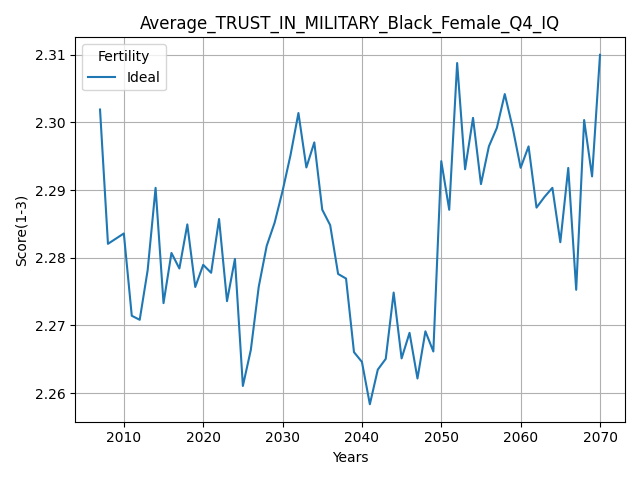 Average_TRUST_IN_MILITARY_Black_Female_Q4_IQ
Fertility
Ideal
Score(1-3)
2.31
2.30
2.29
2.28
2.27
2.26
2010 2020 2030 2040 2050 2060 2070
Years